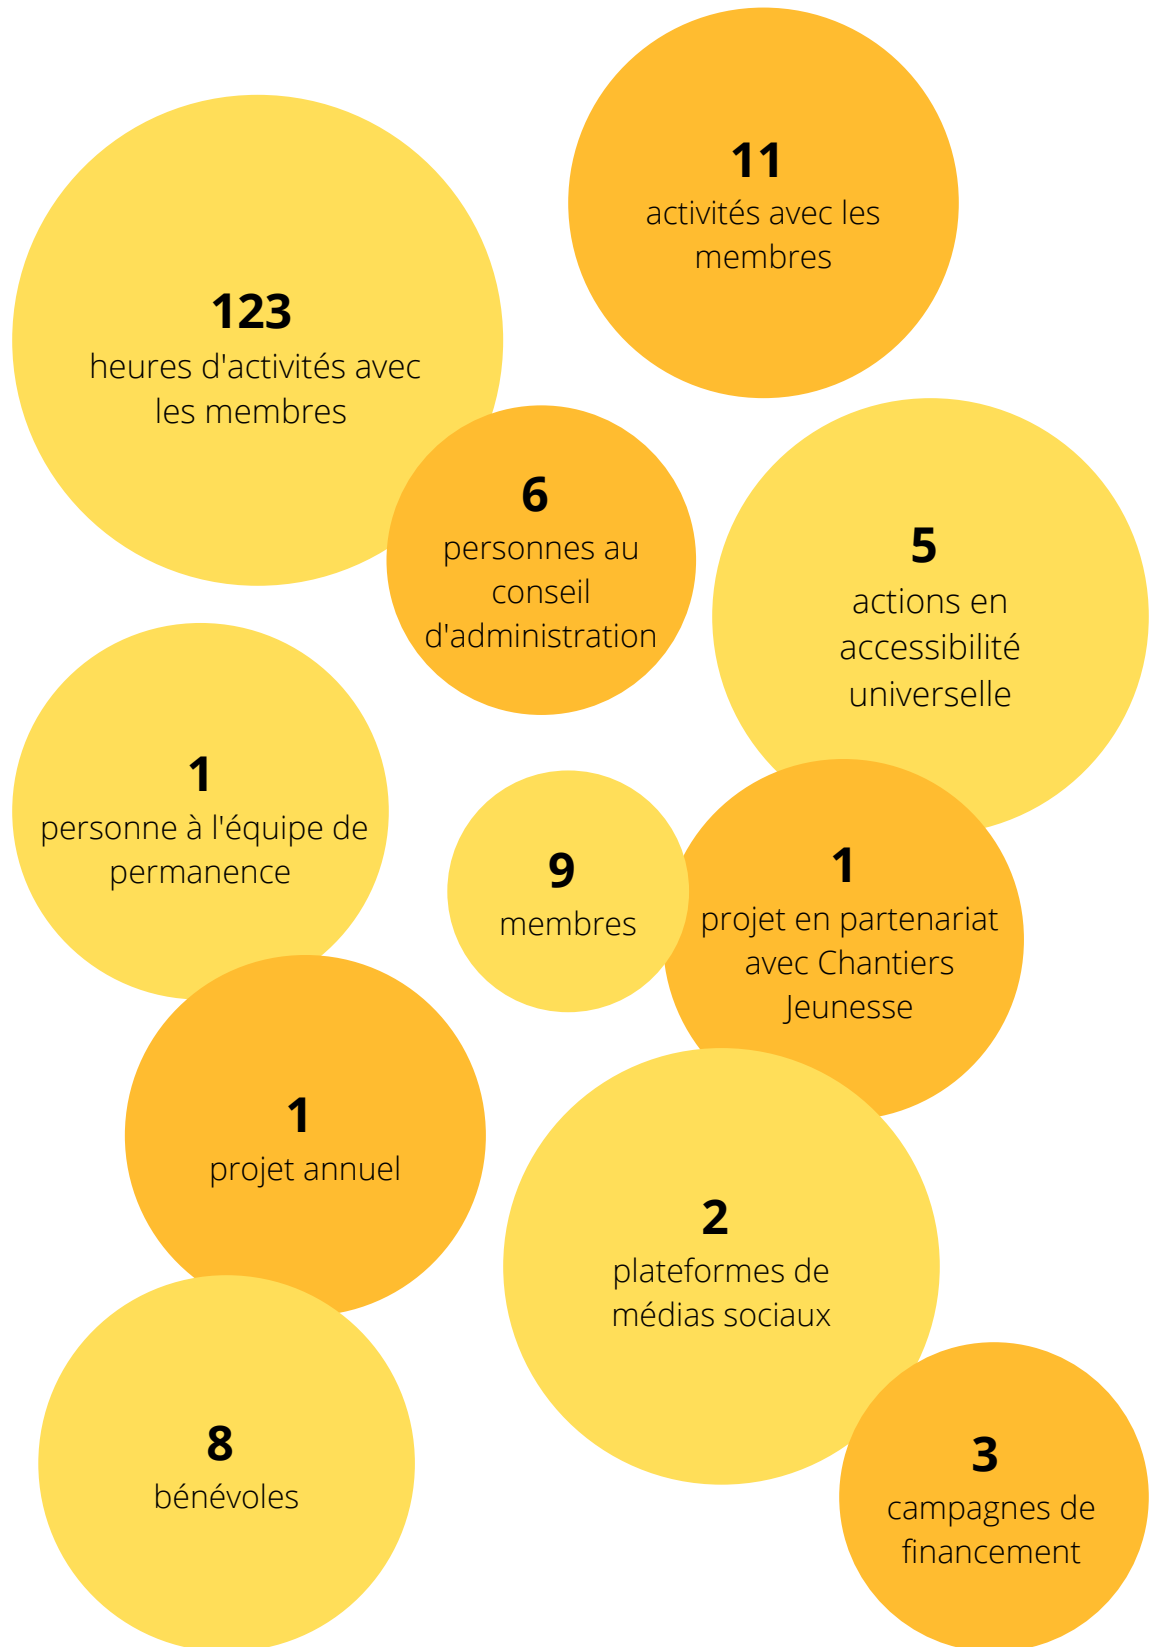 11
activités avec les
membres
123
heures d'activités avec
les membres
6
personnes au
conseil
d'administration
5
actions en
accessibilité
universelle
1
personne à l'équipe de
permanence
9
membres
1
projet en partenariat
avec Chantiers
Jeunesse
1
projet annuel
2
plateformes de
médias sociaux
8
bénévoles
3
campagnes de
financement